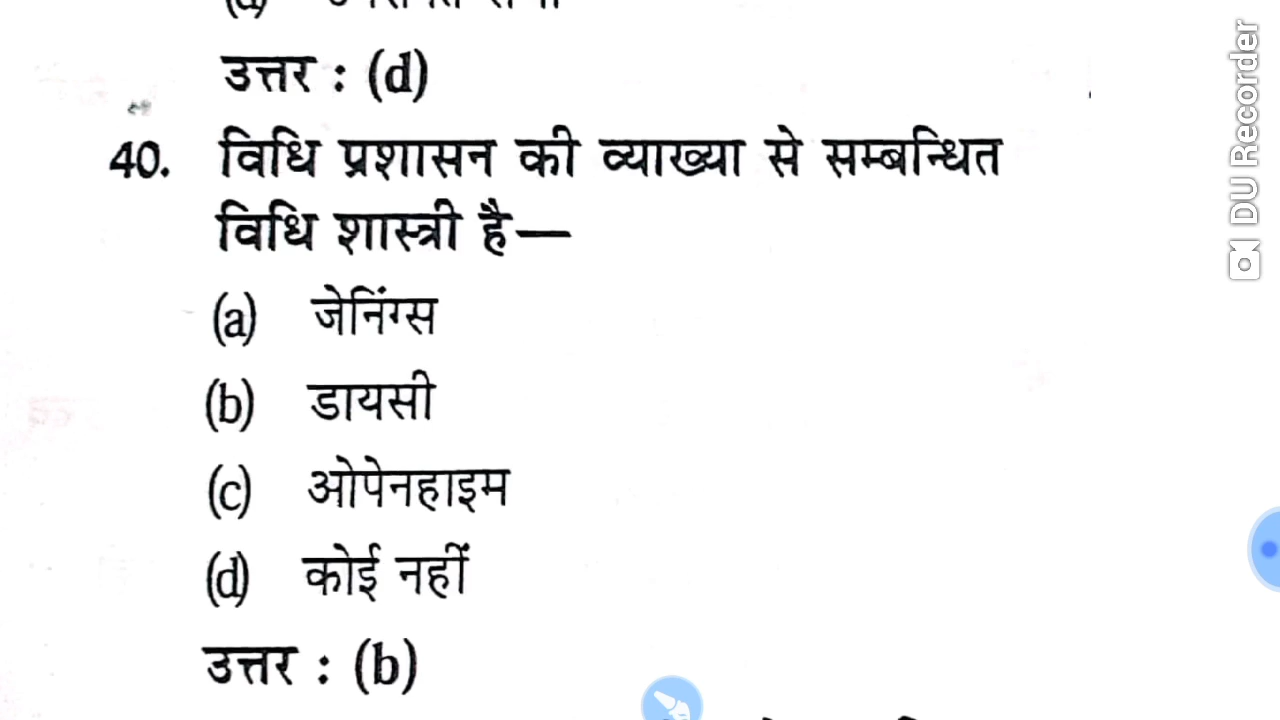 उत्तर : (d)
40. विधि प्रशासन की व्याख्या से सम्बन्धित
विधि शास्त्री है—
(a) जेनिंग्स
(b) डायसी
(c) ओपेनहाइम
(d) कोई नहीं
उत्तर : (b)
DU Recorder